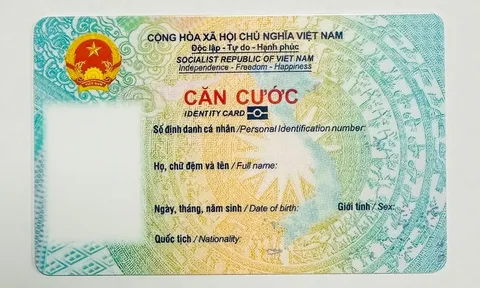 CỘNG HÒA XÃ HỘI CHỦ NGHĨA VIỆT NAM
Độc lập - Tự do - Hạnh phúc
SOCIALIST REPUBLIC OF VIET NAM
Independence - Freedom - Happiness
CĂN CƯỚC
IDENTITY CARD
Số định danh cá nhân / Personal Identification number:
Họ, chữ đệm và tên / Full name:
Ngày, tháng, năm sinh / Date of birth: Giới tính / Sex:
Quốc tịch / Nationality: